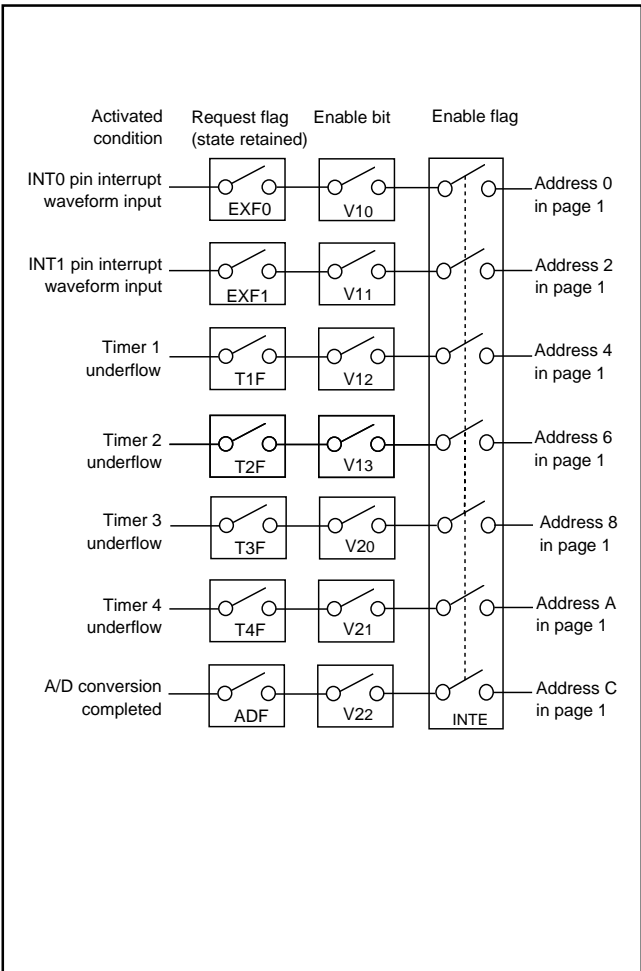 Activated
condition
Request flag
(state retained)
Enable bit
Enable flag
INT0 pin interrupt
waveform input
EXF0
V10
Address 0
in page 1
INT1 pin interrupt
waveform input
EXF1
V11
Address 2
in page 1
Timer 1
underflow
T1F
V12
Address 4
in page 1
Timer 2
underflow
T2F
V13
Address 6
in page 1
Timer 3
underflow
T3F
V20
Address 8
in page 1
Timer 4
underflow
T4F
V21
Address A
in page 1
A/D conversion
completed
ADF
V22
INTE
Address C
in page 1